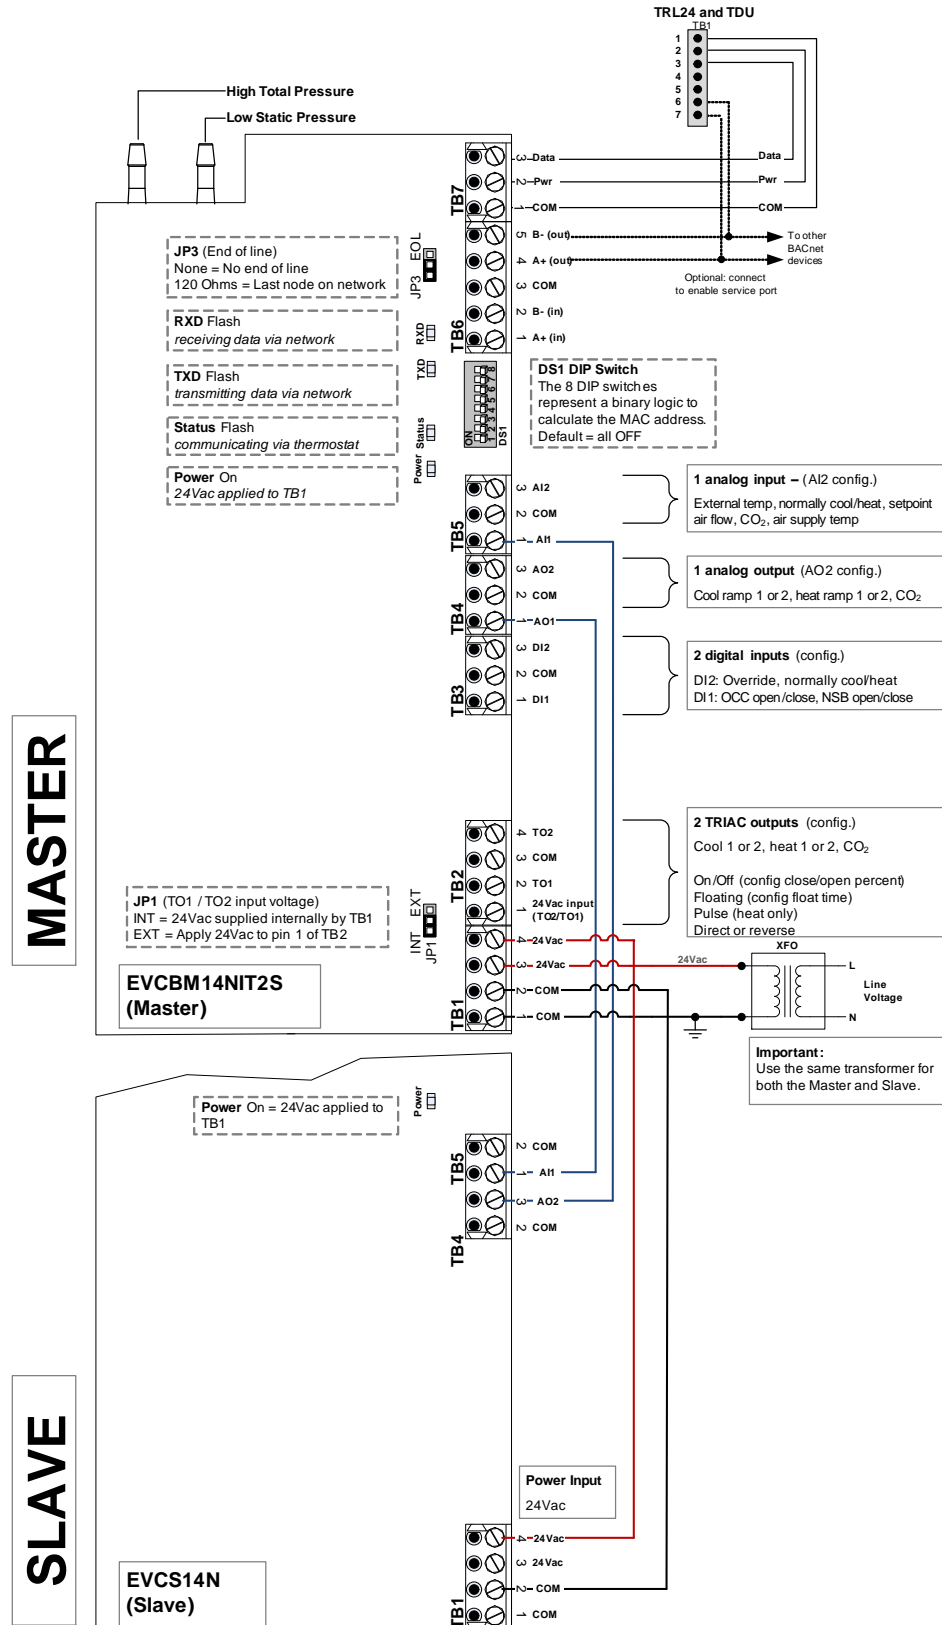 TRL24 and TDU
TB1
1
2
3
4
5
6
7
High Total Pressure
Low Static Pressure
TB7
3 Data
2 Pwr
1 COM
Data
Pwr
COM
JP3 (End of line)
None = No end of line
120 Ohms = Last node on network
JP3 EOL
TB6
5 B- (out)
4 A+ (out)
3 COM
2 B- (in)
1 A+ (in)
To other
BACnet
devices
Optional: connect
to enable service port
RXD Flash
receiving data via network
RXD
TXD Flash
transmitting data via network
TXD
Status Flash
communicating via thermostat
Status
Power On
24Vac applied to TB1
Power
ON
1 2 3 4 5 6 7 8
DS1
DS1 DIP Switch
The 8 DIP switches
represent a binary logic to
calculate the MAC address.
Default = all OFF
TB5
3 AI2
2 COM
1 AI1
1 analog input – (AI2 config.)
External temp, normally cool/heat, setpoint
air flow, CO2, air supply temp
TB4
3 AO2
2 COM
1 AO1
1 analog output (AO2 config.)
Cool ramp 1 or 2, heat ramp 1 or 2, CO2
TB3
3 DI2
2 COM
1 DI1
2 digital inputs (config.)
DI2: Override, normally cool/heat
DI1: OCC open/close, NSB open/close
MASTER
TB2
4 TO2
3 COM
2 TO1
1 24Vac input
(TO2/TO1)
2 TRIAC outputs (config.)
Cool 1 or 2, heat 1 or 2, CO2
On/Off (config close/open percent)
Floating (config float time)
Pulse (heat only)
Direct or reverse
JP1 (TO1 / TO2 input voltage)
INT = 24Vac supplied internally by TB1
EXT = Apply 24Vac to pin 1 of TB2
INT EXT
JP1
EVCBM14NIT2S
(Master)
TB1
4 24Vac
3 24Vac
2 COM
1 COM
24Vac
XFO
L
Line
Voltage
N
Important:
Use the same transformer for
both the Master and Slave.
Power On = 24Vac applied to
TB1
Power
TB5
2 COM
1 AI1
TB4
3 AO2
2 COM
SLAVE
Power Input
24Vac
EVCS14N
(Slave)
TB1
4 24Vac
3 24Vac
2 COM
1 COM